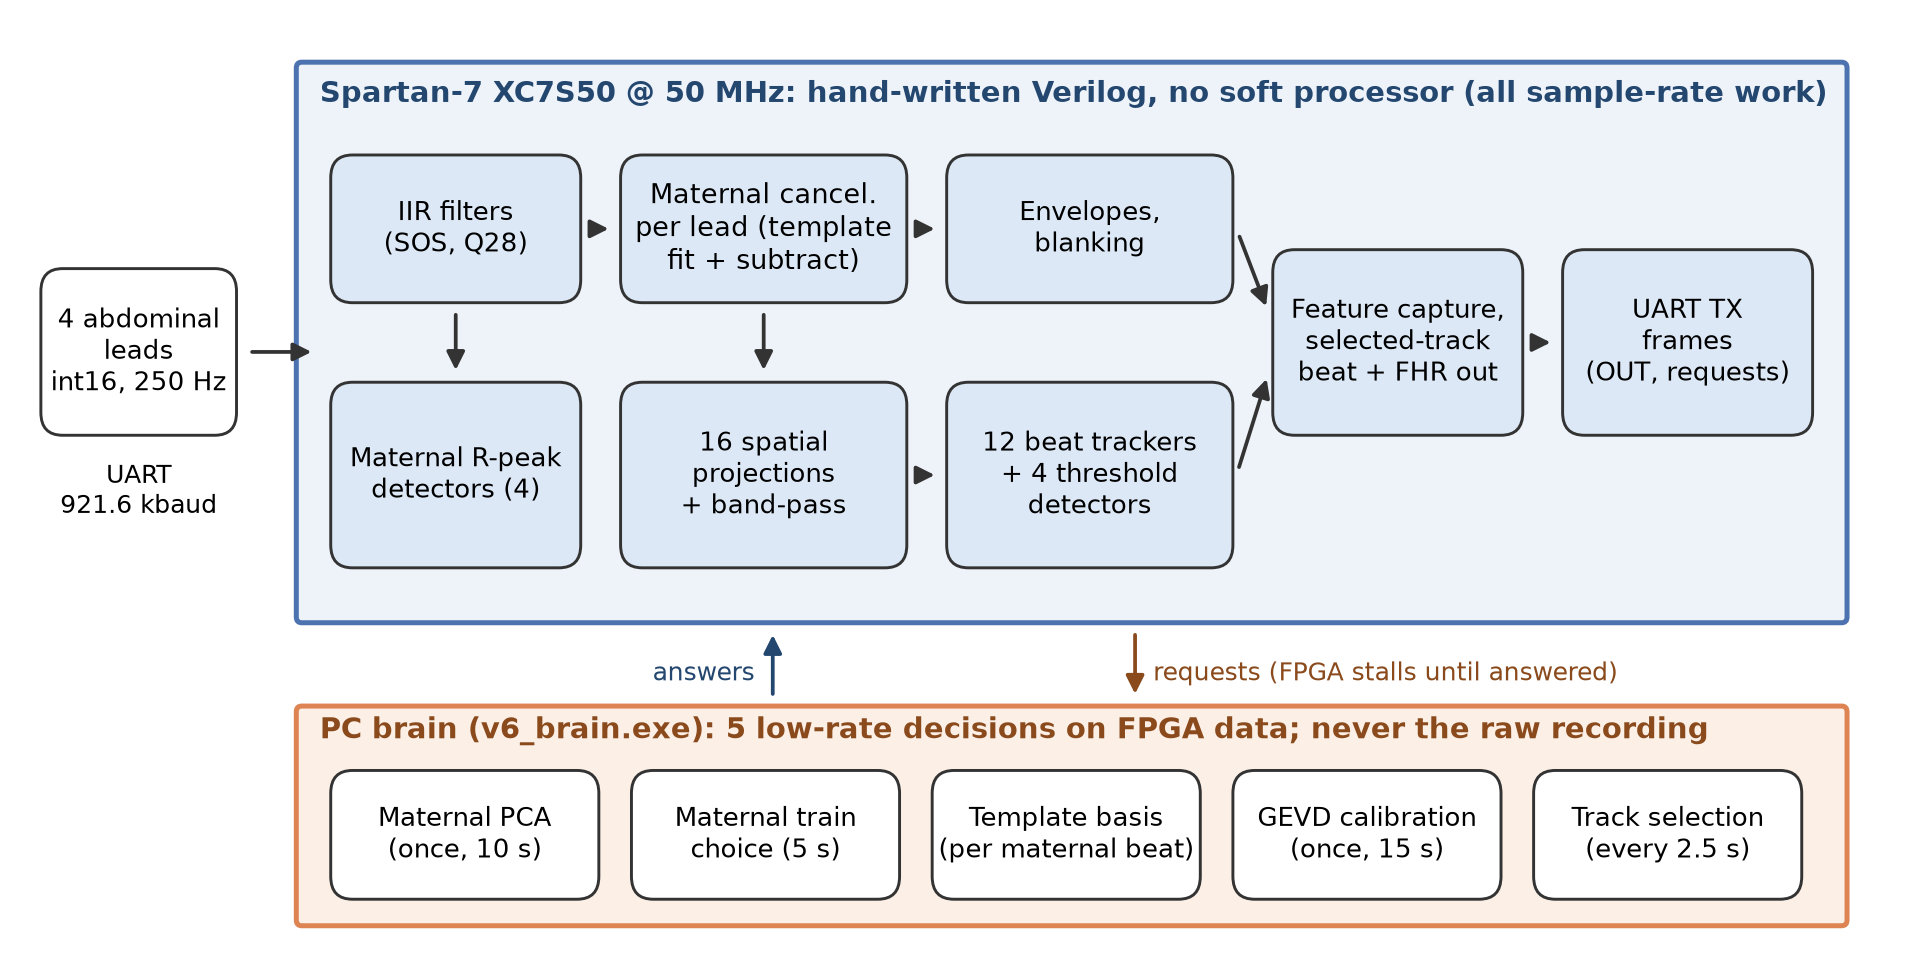 Spartan-7 XC7S50 @ 50 MHz: hand-written Verilog, no soft processor (all sample-rate work)
4 abdominal
leads
int16, 250 Hz
UART
921.6 kbaud
IIR filters
(SOS, Q28)
Maternal cancel.
per lead (template
fit + subtract)
Envelopes,
blanking
Maternal R-peak
detectors (4)
16 spatial
projections
+ band-pass
12 beat trackers
+ 4 threshold
detectors
Feature capture,
selected-track
beat + FHR out
UART TX
frames
(OUT, requests)
answers
requests (FPGA stalls until answered)
PC brain (v6_brain.exe): 5 low-rate decisions on FPGA data; never the raw recording
Maternal PCA
(once, 10 s)
Maternal train
choice (5 s)
Template basis
(per maternal beat)
GEVD calibration
(once, 15 s)
Track selection
(every 2.5 s)